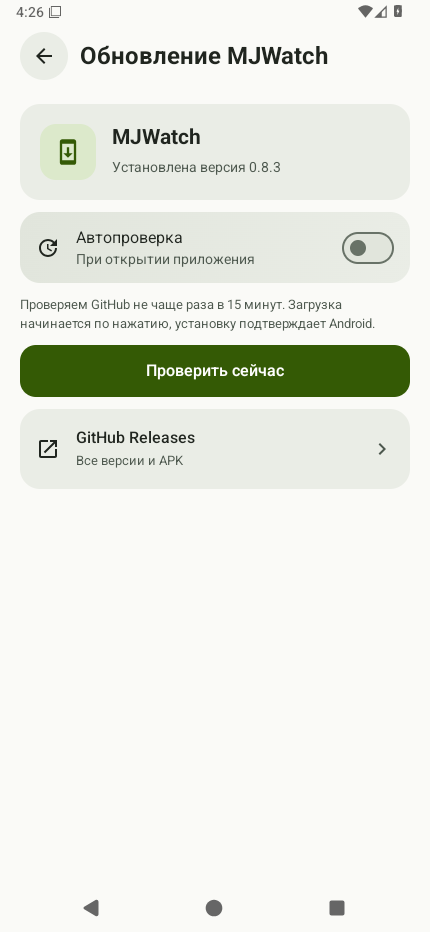 4:26
Обновление MJWatch
MJWatch
Установлена версия 0.8.3
Автопроверка
При открытии приложения
Проверяем GitHub не чаще раза в 15 минут. Загрузка
начинается по нажатию, установку подтверждает Android.
Проверить сейчас
GitHub Releases
Все версии и APK